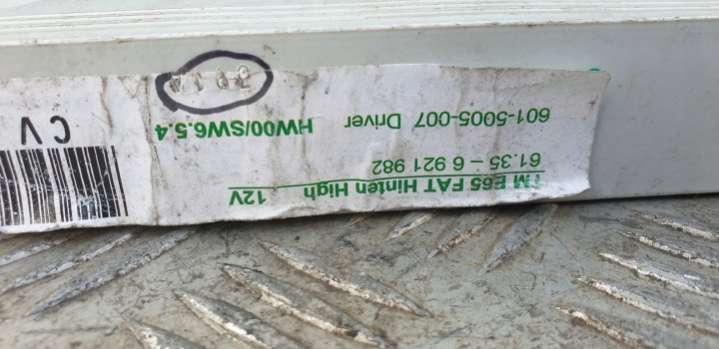 TM E65 FAT Hinten High 12V
61.35 – 6 921 982
601-5005-007 Driver HW00/SW6.5.4
CV